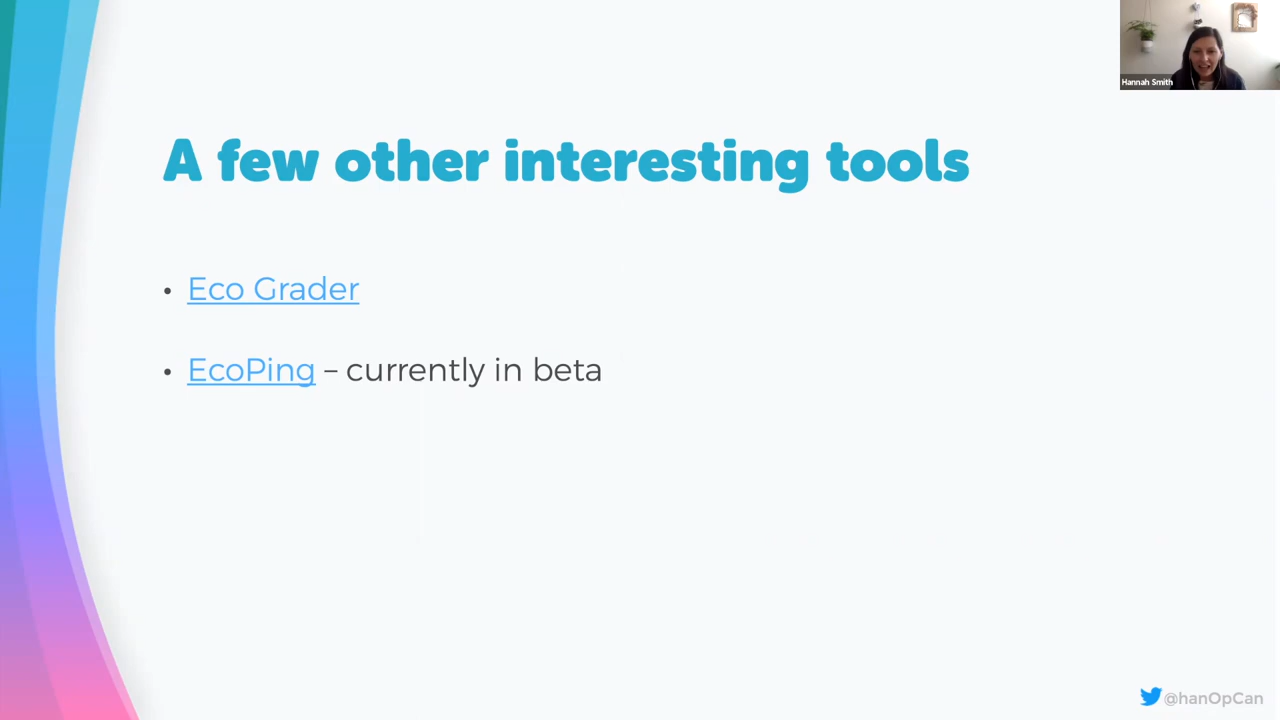 Hannah Smith
A few other interesting tools
• Eco Grader
• EcoPing – currently in beta
@hanOpCan